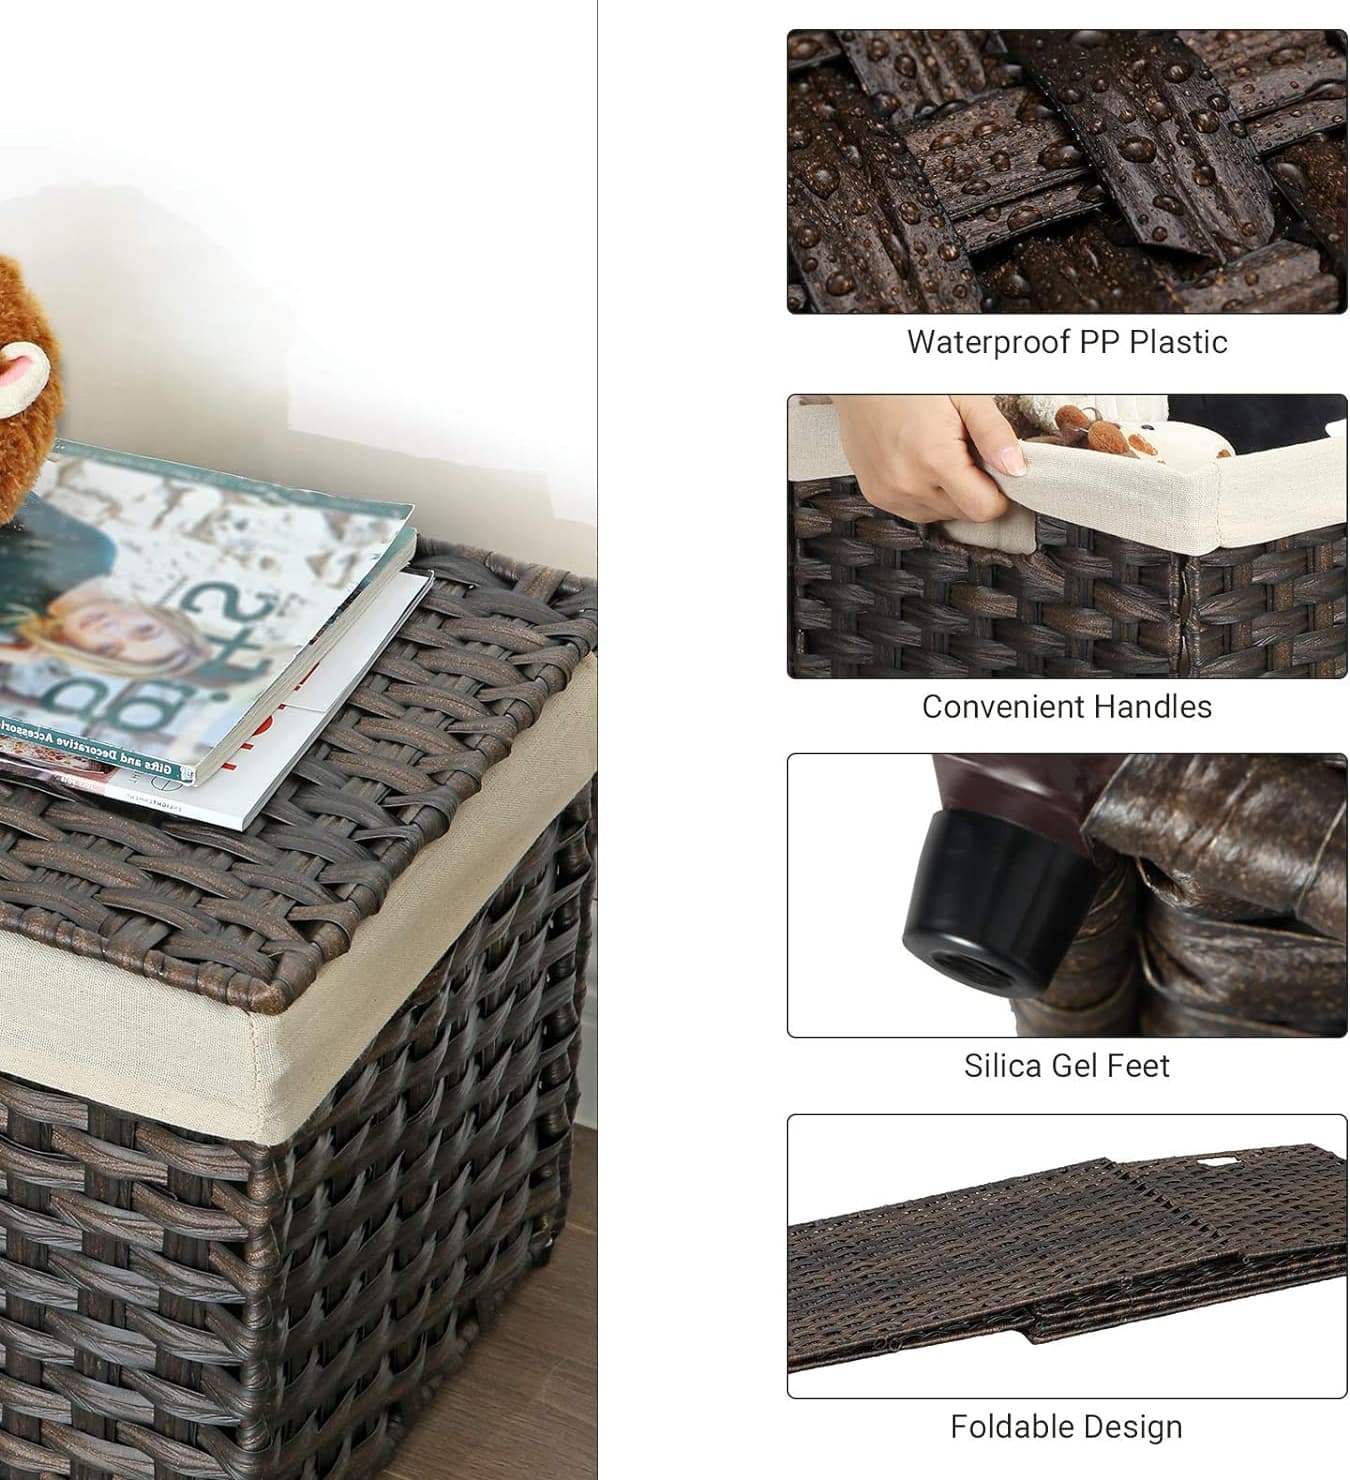 Waterproof PP Plastic
Convenient Handles
Silica Gel Feet
Foldable Design
Gifts and Decorative Accessori